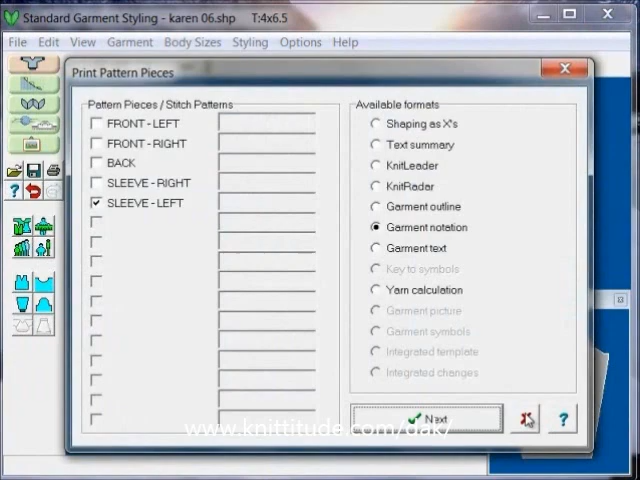 Standard Garment Styling - karen 06.shp    T:4x6.5
File  Edit  View  Garment  Body Sizes  Styling  Options  Help
Print Pattern Pieces
Pattern Pieces / Stitch Patterns
FRONT - LEFT
FRONT - RIGHT
BACK
SLEEVE - RIGHT
SLEEVE - LEFT
Available formats
Shaping as X's
Text summary
KnitLeader
KnitRadar
Garment outline
Garment notation
Garment text
Key to symbols
Yarn calculation
Garment picture
Garment symbols
Integrated template
Integrated changes
Next
?
?
www.knittitude.com/dak/